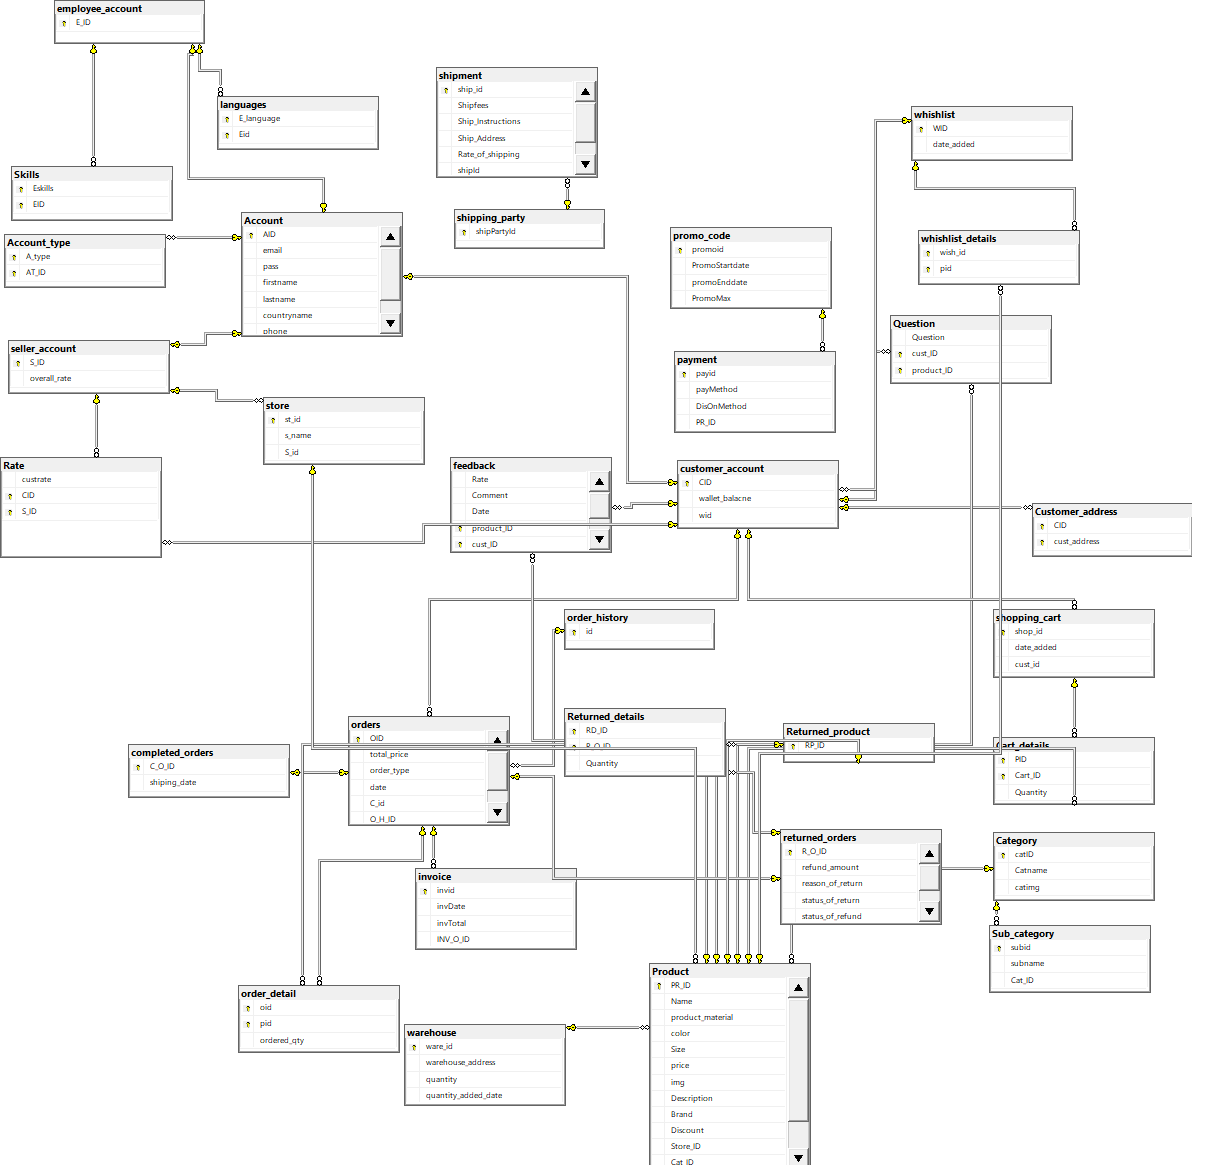 employee_account
E_ID
languages
E_language
Eid
shipment
ship_id
Shipfees
Ship_Instructions
Ship_Address
Rate_of_shipping
shipId
whishlist
WID
date_added
Skills
Eskills
EID
Account
AID
email
pass
firstname
lastname
countryname
phone
shipping_party
shipPartyId
Account_type
A_type
AT_ID
promo_code
promoid
PromoStartdate
promoEnddate
PromoMax
whishlist_details
wish_id
pid
Question
Question
cust_ID
product_ID
seller_account
S_ID
overall_rate
payment
payid
payMethod
DisOnMethod
PR_ID
store
st_id
s_name
S_id
Rate
custrate
CID
S_ID
feedback
Rate
Comment
Date
product_ID
cust_ID
customer_account
CID
wallet_balacne
wid
Customer_address
CID
cust_address
order_history
id
shopping_cart
shop_id
date_added
cust_id
orders
OID
total_price
order_type
date
C_id
O_H_ID
Returned_details
RD_ID
R_O_ID
Quantity
Returned_product
RP_ID
completed_orders
C_O_ID
shiping_date
Cart_details
PID
Cart_ID
Quantity
returned_orders
R_O_ID
refund_amount
reason_of_return
status_of_return
status_of_refund
Category
catID
Catname
catimg
invoice
invid
invDate
invTotal
INV_O_ID
Sub_category
subid
subname
Cat_ID
order_detail
oid
pid
ordered_qty
warehouse
ware_id
warehouse_address
quantity
quantity_added_date
Product
PR_ID
Name
product_material
color
Size
price
img
Description
Brand
Discount
Store_ID
Cat_ID